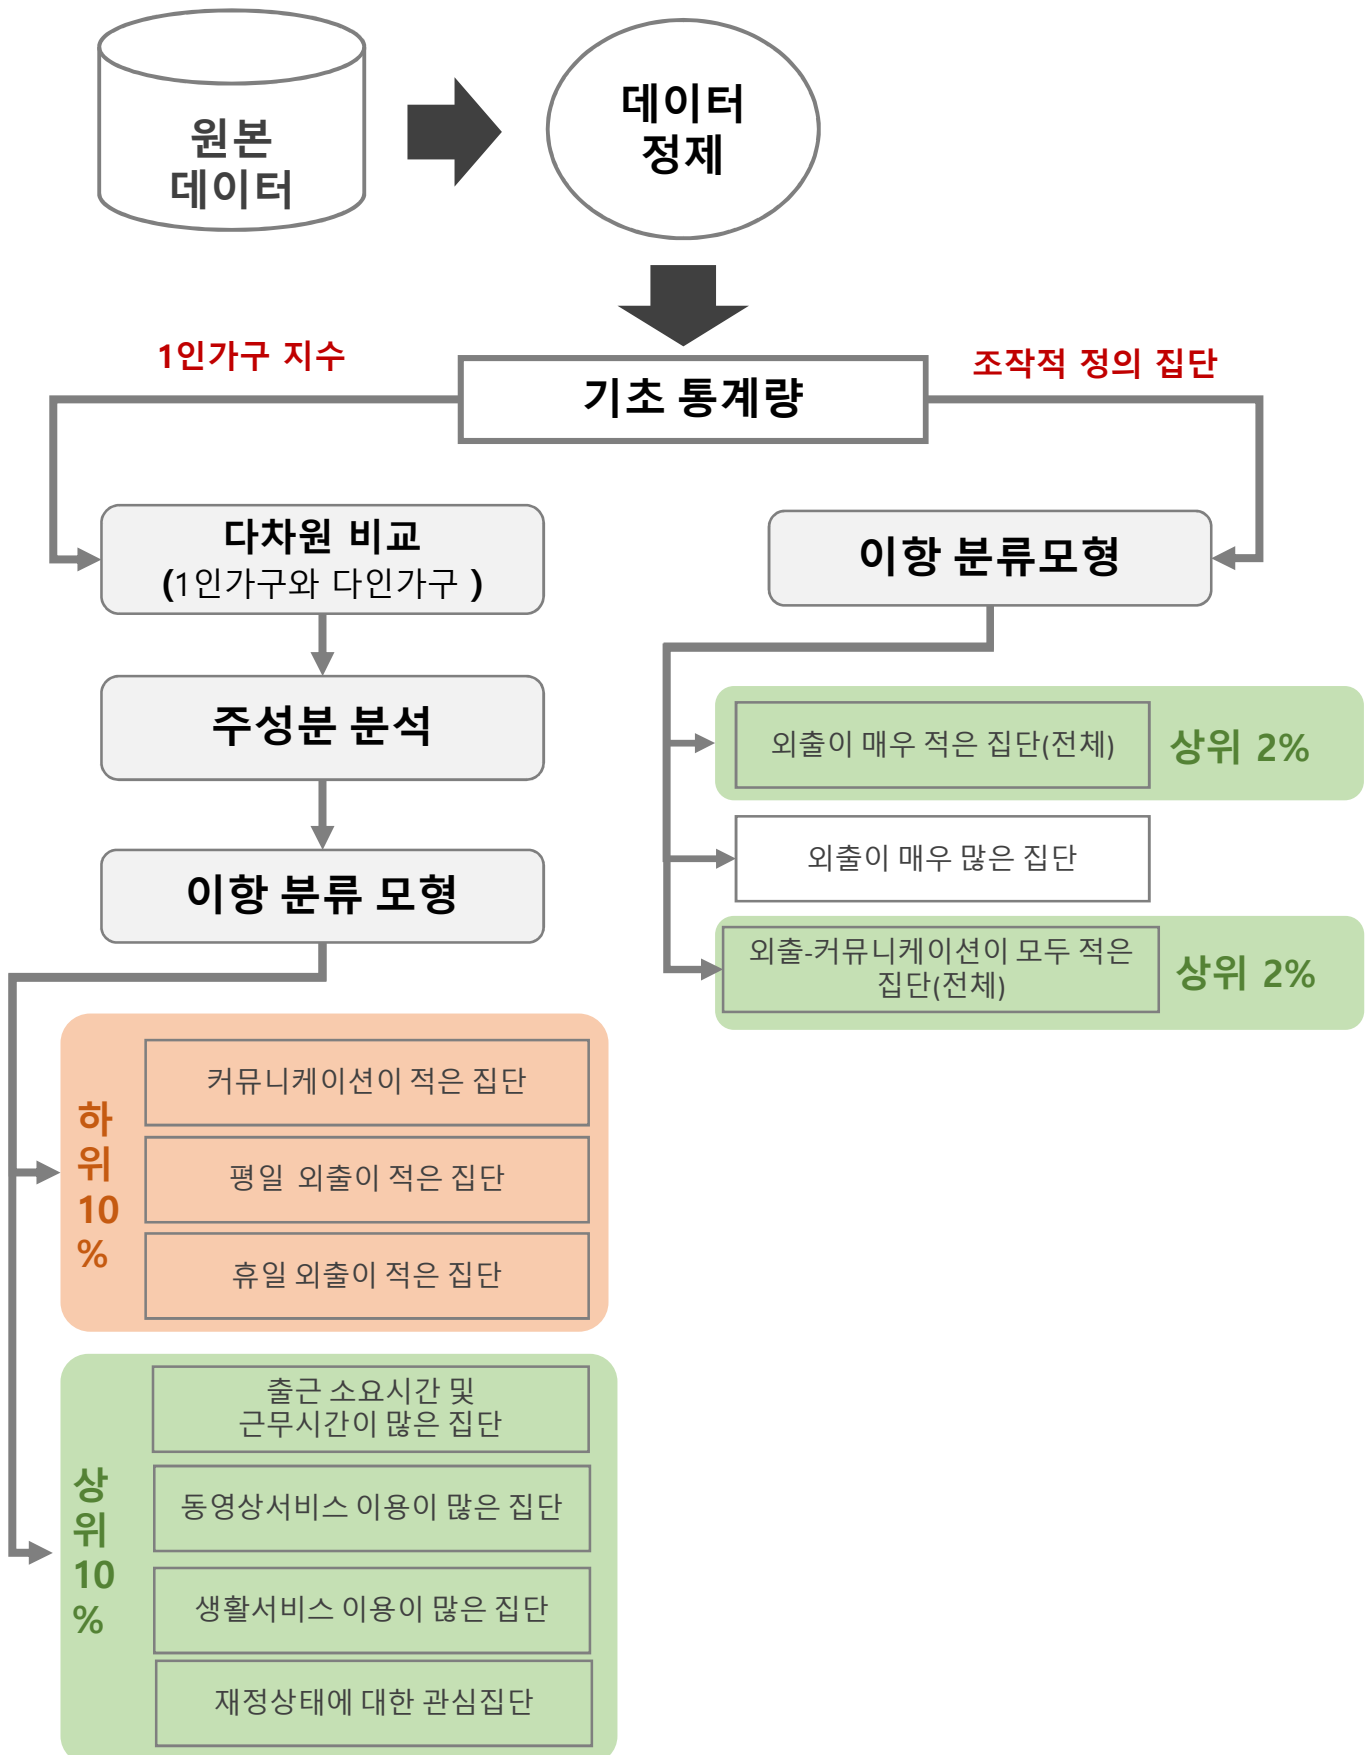 원본
데이터
데이터
정제
1인가구 지수
기초 통계량
조작적 정의 집단
다차원 비교
(1인가구와 다인가구 )
주성분 분석
이항 분류 모형
하
위
10
%
커뮤니케이션이 적은 집단
평일 외출이 적은 집단
휴일 외출이 적은 집단
상
위
10
%
출근 소요시간 및
근무시간이 많은 집단
동영상서비스 이용이 많은 집단
생활서비스 이용이 많은 집단
재정상태에 대한 관심집단
이항 분류모형
외출이 매우 적은 집단(전체)
상위 2%
외출이 매우 많은 집단
외출-커뮤니케이션이 모두 적은
집단(전체)
상위 2%